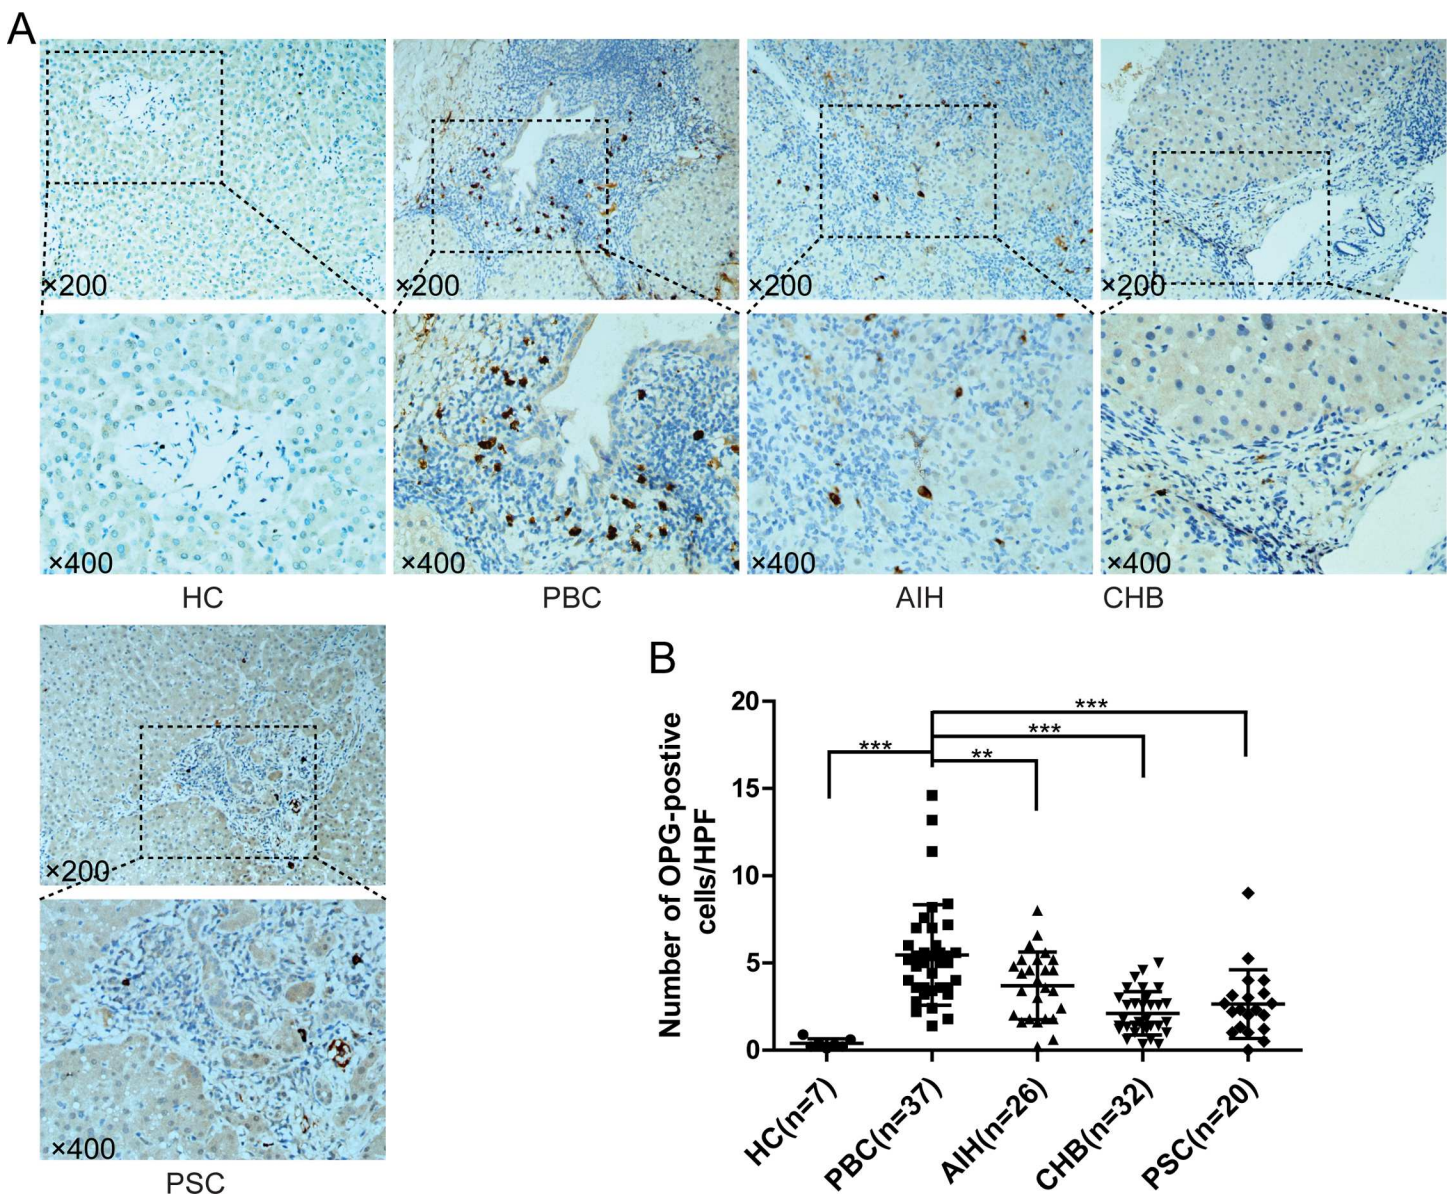 A
×200
×200
×200
×200
×400
×400
×400
×400
HC
PBC
AIH
CHB
×200
×400
PSC
B
Number of OPG-postive
cells/HPF
20
15
10
5
0
***
**
***
***
HC(n=7)
PBC(n=37)
AIH(n=26)
CHB(n=32)
PSC(n=20)